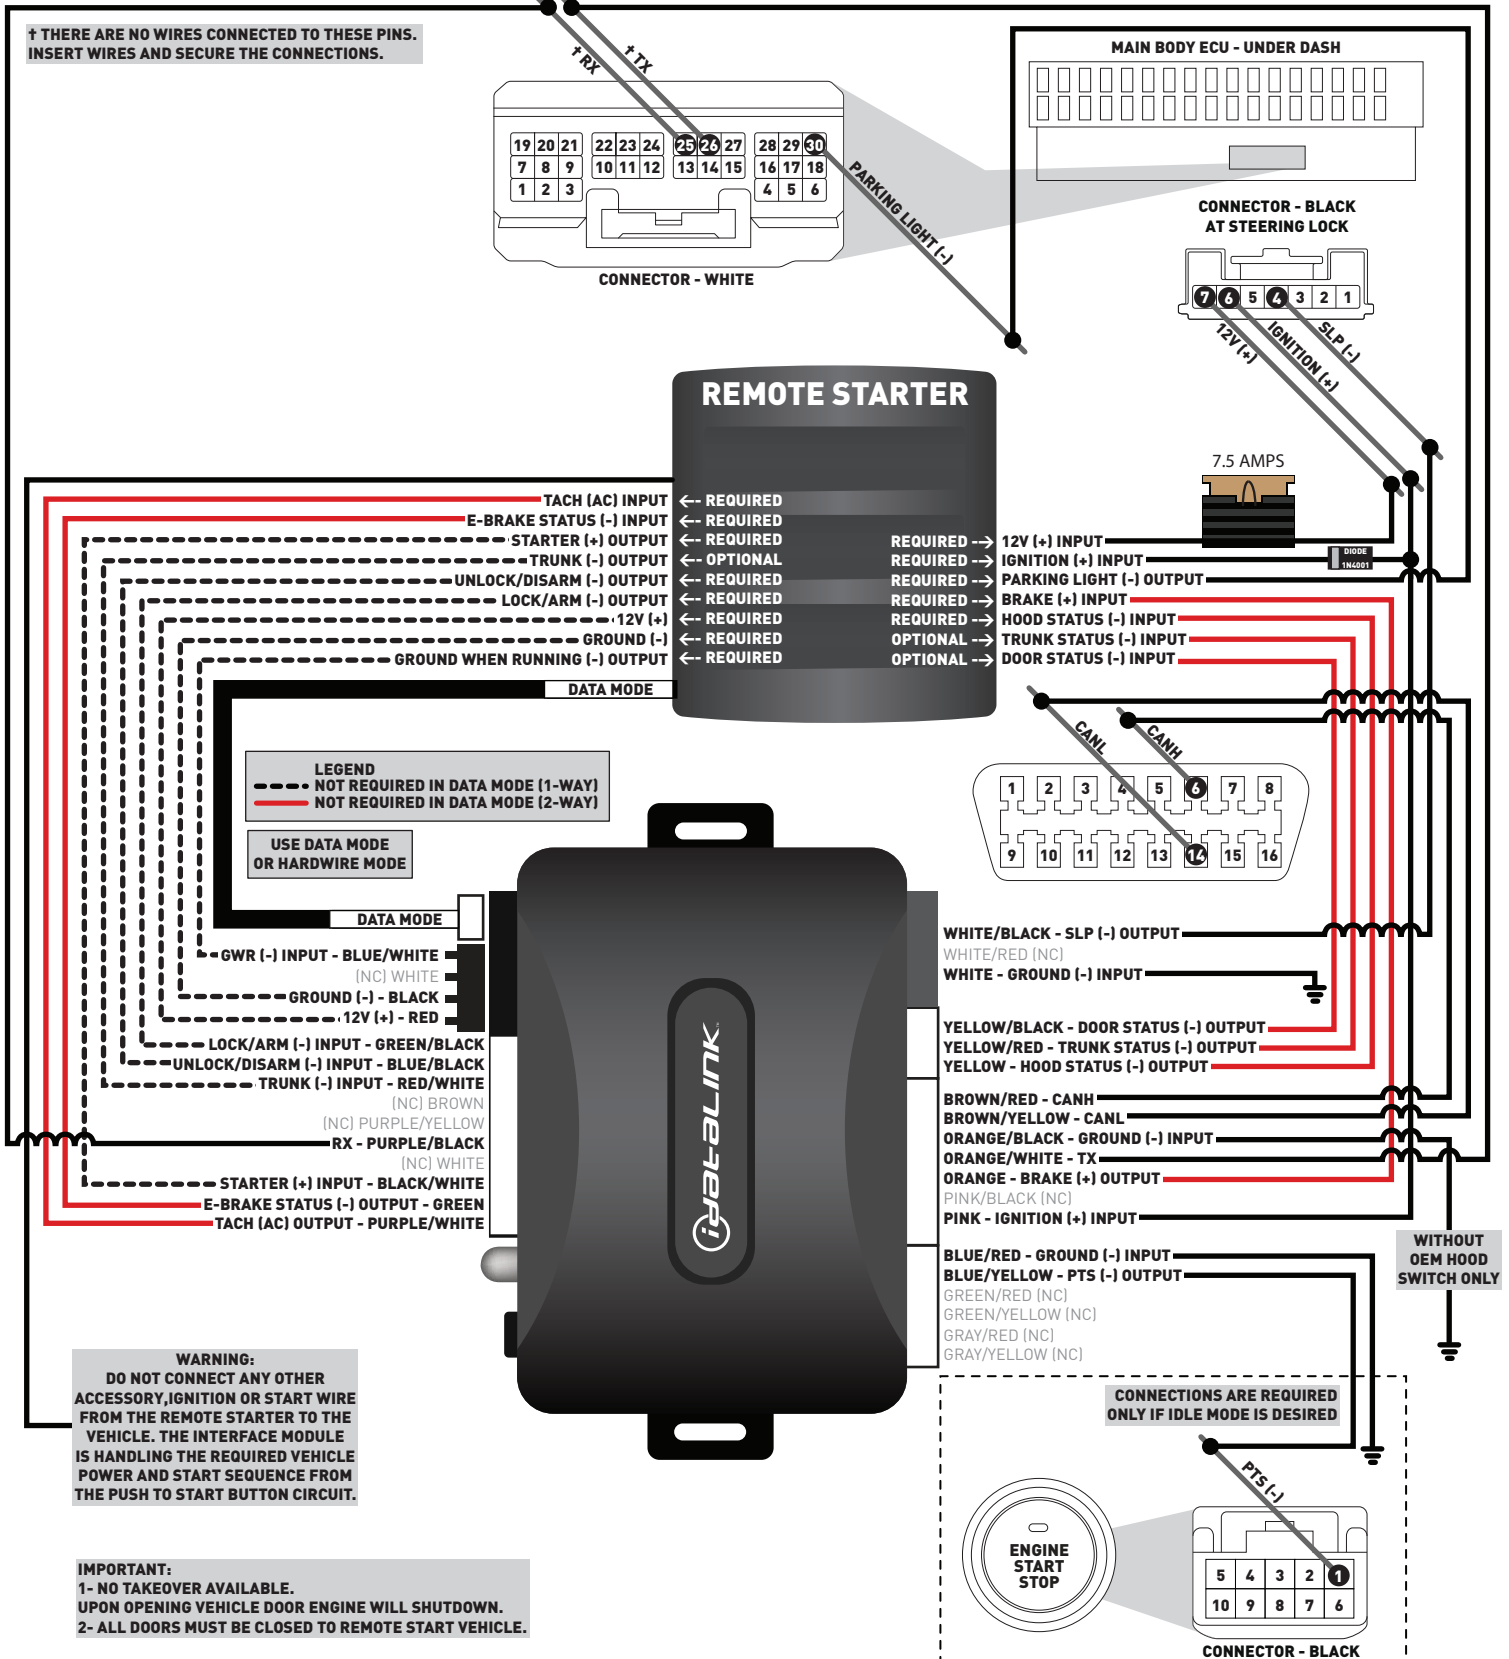 † THERE ARE NO WIRES CONNECTED TO THESE PINS.
INSERT WIRES AND SECURE THE CONNECTIONS.
† RX
† TX
19 20 21 22 23 24 25 26 27 28 29 30
7 8 9 10 11 12 13 14 15 16 17 18
1 2 3 4 5 6
PARKING LIGHT (-)
CONNECTOR - WHITE
MAIN BODY ECU - UNDER DASH
CONNECTOR - BLACK
AT STEERING LOCK
7 6 5 4 3 2 1
12V (+)
IGNITION (+)
SLP (-)
7.5 AMPS
DIODE
1N4001
REMOTE STARTER
TACH (AC) INPUT ←-- REQUIRED
E-BRAKE STATUS (-) INPUT ←-- REQUIRED
STARTER (+) OUTPUT ←-- REQUIRED
TRUNK (-) OUTPUT ←-- OPTIONAL
UNLOCK/DISARM (-) OUTPUT ←-- REQUIRED
LOCK/ARM (-) OUTPUT ←-- REQUIRED
12V (+) ←-- REQUIRED
GROUND (-) ←-- REQUIRED
GROUND WHEN RUNNING (-) OUTPUT ←-- REQUIRED
DATA MODE
REQUIRED --→ 12V (+) INPUT
REQUIRED --→ IGNITION (+) INPUT
REQUIRED --→ PARKING LIGHT (-) OUTPUT
REQUIRED --→ BRAKE (+) INPUT
REQUIRED --→ HOOD STATUS (-) INPUT
OPTIONAL --→ TRUNK STATUS (-) INPUT
OPTIONAL --→ DOOR STATUS (-) INPUT
CANL
CANH
1 2 3 4 5 6 7 8
9 10 11 12 13 14 15 16
LEGEND
NOT REQUIRED IN DATA MODE (1-WAY)
NOT REQUIRED IN DATA MODE (2-WAY)
USE DATA MODE
OR HARDWIRE MODE
DATA MODE
GWR (-) INPUT - BLUE/WHITE
(NC) WHITE
GROUND (-) - BLACK
12V (+) - RED
LOCK/ARM (-) INPUT - GREEN/BLACK
UNLOCK/DISARM (-) INPUT - BLUE/BLACK
TRUNK (-) INPUT - RED/WHITE
(NC) BROWN
(NC) PURPLE/YELLOW
RX - PURPLE/BLACK
(NC) WHITE
STARTER (+) INPUT - BLACK/WHITE
E-BRAKE STATUS (-) OUTPUT - GREEN
TACH (AC) OUTPUT - PURPLE/WHITE
idataLINK
WHITE/BLACK - SLP (-) OUTPUT
WHITE/RED (NC)
WHITE - GROUND (-) INPUT
YELLOW/BLACK - DOOR STATUS (-) OUTPUT
YELLOW/RED - TRUNK STATUS (-) OUTPUT
YELLOW - HOOD STATUS (-) OUTPUT
BROWN/RED - CANH
BROWN/YELLOW - CANL
ORANGE/BLACK - GROUND (-) INPUT
ORANGE/WHITE - TX
ORANGE - BRAKE (+) OUTPUT
PINK/BLACK (NC)
PINK - IGNITION (+) INPUT
BLUE/RED - GROUND (-) INPUT
BLUE/YELLOW - PTS (-) OUTPUT
GREEN/RED (NC)
GREEN/YELLOW (NC)
GRAY/RED (NC)
GRAY/YELLOW (NC)
WITHOUT
OEM HOOD
SWITCH ONLY
WARNING:
DO NOT CONNECT ANY OTHER
ACCESSORY,IGNITION OR START WIRE
FROM THE REMOTE STARTER TO THE
VEHICLE. THE INTERFACE MODULE
IS HANDLING THE REQUIRED VEHICLE
POWER AND START SEQUENCE FROM
THE PUSH TO START BUTTON CIRCUIT.
IMPORTANT:
1- NO TAKEOVER AVAILABLE.
UPON OPENING VEHICLE DOOR ENGINE WILL SHUTDOWN.
2- ALL DOORS MUST BE CLOSED TO REMOTE START VEHICLE.
CONNECTIONS ARE REQUIRED
ONLY IF IDLE MODE IS DESIRED
PTS (-)
ENGINE
START
STOP
5 4 3 2 1
10 9 8 7 6
CONNECTOR - BLACK